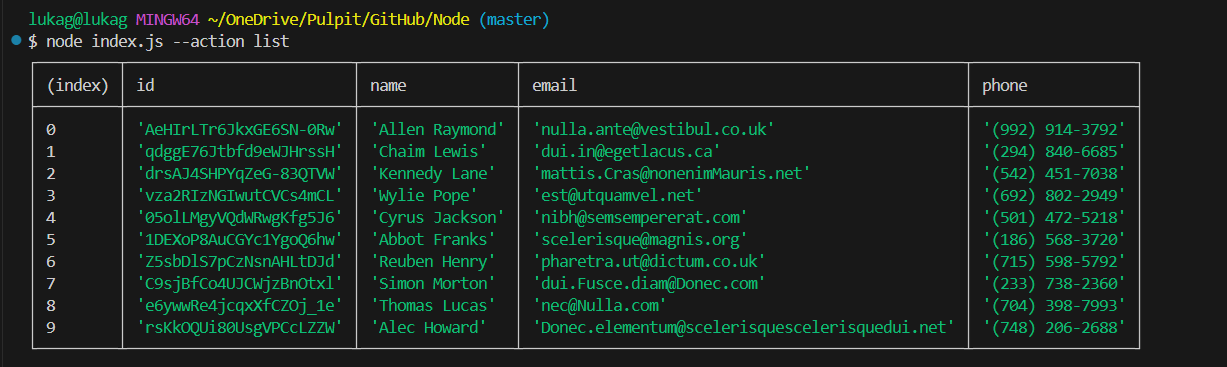 lukag@lukag MINGW64 ~/OneDrive/Pulpit/GitHub/Node (master)
$ node index.js --action list
(index) id name email phone
0 'AeHIrLTr6JkxGE6SN-0Rw' 'Allen Raymond' 'nulla.ante@vestibul.co.uk' '(992) 914-3792'
1 'qdggE76Jtbfd9eWJHrssH' 'Chaim Lewis' 'dui.in@egetlacus.ca' '(294) 840-6685'
2 'drsAJ4SHPYqZeG-83QTVW' 'Kennedy Lane' 'mattis.Cras@nonenimMauris.net' '(542) 451-7038'
3 'vza2RIzNGIwutCVCs4mCL' 'Wylie Pope' 'est@utquamvel.net' '(692) 802-2949'
4 '05olLMgyVQdWRwgKfg5J6' 'Cyrus Jackson' 'nibh@semsempererat.com' '(501) 472-5218'
5 '1DEXoP8AuCGYc1YgoQ6hw' 'Abbot Franks' 'scelerisque@magnis.org' '(186) 568-3720'
6 'Z5sbDlS7pCzNsnAHLtDJd' 'Reuben Henry' 'pharetra.ut@dictum.co.uk' '(715) 598-5792'
7 'C9sjBfCo4UJCWjzBnOtxl' 'Simon Morton' 'dui.Fusce.diam@Donec.com' '(233) 738-2360'
8 'e6ywwRe4jcqxXfCZOj_1e' 'Thomas Lucas' 'nec@Nulla.com' '(704) 398-7993'
9 'rsKkOQUi80UsgVPCcLZZW' 'Alec Howard' 'Donec.elementum@scelerisquescelerisquedui.net' '(748) 206-2688'